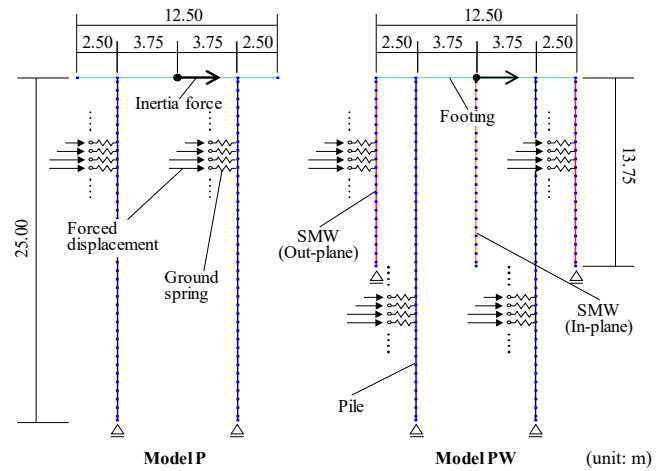 12.50
2.50 3.75 3.75 2.50
Inertia force
25.00
Forced
displacement
Ground
spring
Model P
12.50
2.50 3.75 3.75 2.50
Footing
13.75
SMW
(Out-plane)
SMW
(In-plane)
Pile
Model PW
(unit: m)